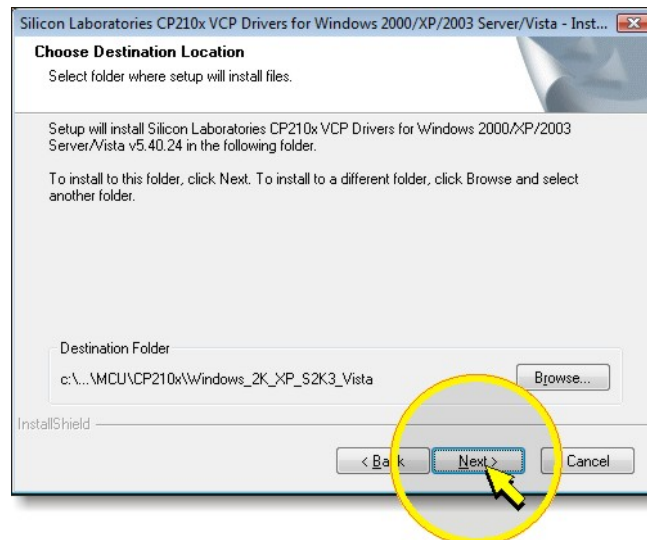 Silicon Laboratories CP210x VCP Drivers for Windows 2000/XP/2003 Server/Vista - Inst...
Choose Destination Location
Select folder where setup will install files.
Setup will install Silicon Laboratories CP210x VCP Drivers for Windows 2000/XP/2003
Server/Vista v5.40.24 in the following folder.
To install to this folder, click Next. To install to a different folder, click Browse and select
another folder.
Destination Folder
c:\...\MCU\CP210x\Windows_2K_XP_S2K3_Vista
Browse...
InstallShield
< Back
Next >
Cancel